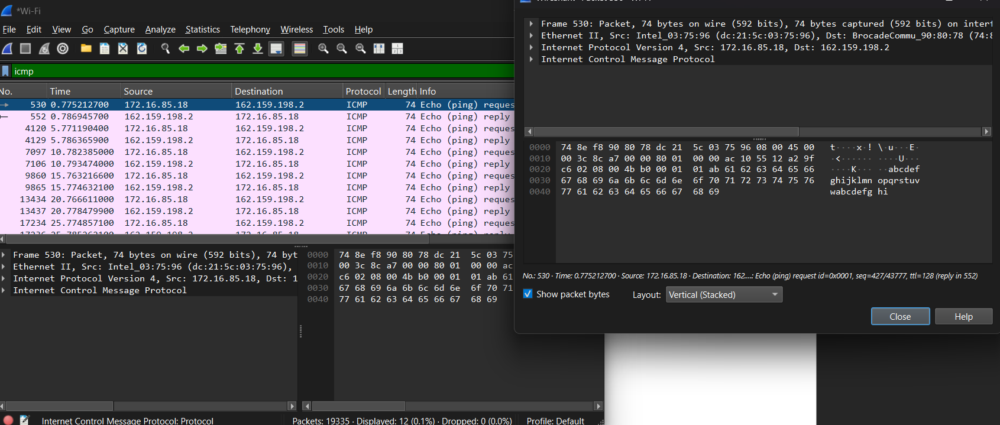 *Wi-Fi
File Edit View Go Capture Analyze Statistics Telephony Wireless Tools Help
icmp
No. Time Source Destination Protocol Length Info
530 0.775212700 172.16.85.18 162.159.198.2 ICMP 74 Echo (ping) reques
552 0.786945700 162.159.198.2 172.16.85.18 ICMP 74 Echo (ping) reply
4120 5.771190400 172.16.85.18 162.159.198.2 ICMP 74 Echo (ping) reques
4129 5.786365900 162.159.198.2 172.16.85.18 ICMP 74 Echo (ping) reply
7097 10.782385000 172.16.85.18 162.159.198.2 ICMP 74 Echo (ping) reques
7106 10.793474000 162.159.198.2 172.16.85.18 ICMP 74 Echo (ping) reply
9860 15.763216600 172.16.85.18 162.159.198.2 ICMP 74 Echo (ping) reques
9865 15.774632100 162.159.198.2 172.16.85.18 ICMP 74 Echo (ping) reply
13434 20.766611000 172.16.85.18 162.159.198.2 ICMP 74 Echo (ping) reques
13437 20.778479900 162.159.198.2 172.16.85.18 ICMP 74 Echo (ping) reply
17234 25.774857100 172.16.85.18 162.159.198.2 ICMP 74 Echo (ping) reques
Frame 530: Packet, 74 bytes on wire (592 bits), 74 byt
Ethernet II, Src: Intel_03:75:96 (dc:21:5c:03:75:96),
Internet Protocol Version 4, Src: 172.16.85.18, Dst: 1
Internet Control Message Protocol
0000 74 8e f8 90 80 78 dc 21 5c 03 75
0010 00 3c 8c a7 00 00 80 01 00 00 ac
0020 c6 02 08 00 4b b0 00 01 01 ab 61
0030 67 68 69 6a 6b 6c 6d 6e 6f 70 71
0040 77 61 62 63 64 65 66 67 68 69
Internet Control Message Protocol: Protocol
Packets: 19335 · Displayed: 12 (0.1%) · Dropped: 0 (0.0%)
Profile: Default
Frame 530: Packet, 74 bytes on wire (592 bits), 74 bytes captured (592 bits) on interf
Ethernet II, Src: Intel_03:75:96 (dc:21:5c:03:75:96), Dst: BrocadeCommu_90:80:78 (74:8
Internet Protocol Version 4, Src: 172.16.85.18, Dst: 162.159.198.2
Internet Control Message Protocol
0000 74 8e f8 90 80 78 dc 21 5c 03 75 96 08 00 45 00 t····x·! \·u···E·
0010 00 3c 8c a7 00 00 80 01 00 00 ac 10 55 12 a2 9f ·<······ ····U···
0020 c6 02 08 00 4b b0 00 01 01 ab 61 62 63 64 65 66 ····K··· ··abcdef
0030 67 68 69 6a 6b 6c 6d 6e 6f 70 71 72 73 74 75 76 ghijklmn opqrstuv
0040 77 61 62 63 64 65 66 67 68 69 wabcdefg hi
No.: 530 · Time: 0.775212700 · Source: 172.16.85.18 · Destination: 162....: Echo (ping) request id=0x0001, seq=427/43777, ttl=128 (reply in 552)
Show packet bytes Layout: Vertical (Stacked)
Close Help